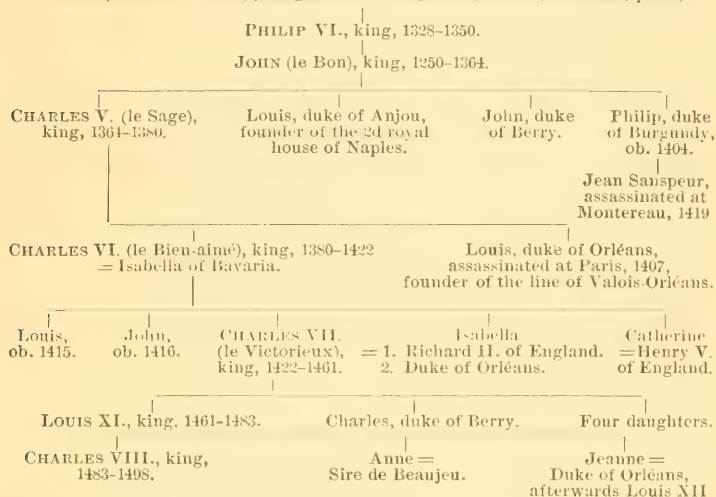 PHILIP VI., king, 1328-1350.
JOHN (le Bon), king, 1250-1364.
CHARLES V. (le Sage), king, 1364-1380.
Louis, duke of Anjou, founder of the 2d royal house of Naples.
John, duke of Berry.
Philip, duke of Burgundy, ob. 1404.
Jean Sanspeur, assassinated at Montereau, 1419
CHARLES VI. (le Bien-aimé), king, 1380-1422
= Isabella of Bavaria.
Louis, duke of Orléans,
assassinated at Paris, 1407,
founder of the line of Valois-Orléans.
Louis, ob. 1415.
John, ob. 1416.
CHARLES VII. (le Victorieux), king, 1422-1461.
Isabella
= 1. Richard II. of England.
2. Duke of Orléans.
Catherine
=Henry V. of England.
LOUIS XI., king, 1461-1483.
Charles, duke of Berry.
Four daughters.
CHARLES VIII., king, 1483-1498.
Anne =
Sire de Beaujeu.
Jeanne =
Duke of Orléans,
afterwards Louis XII